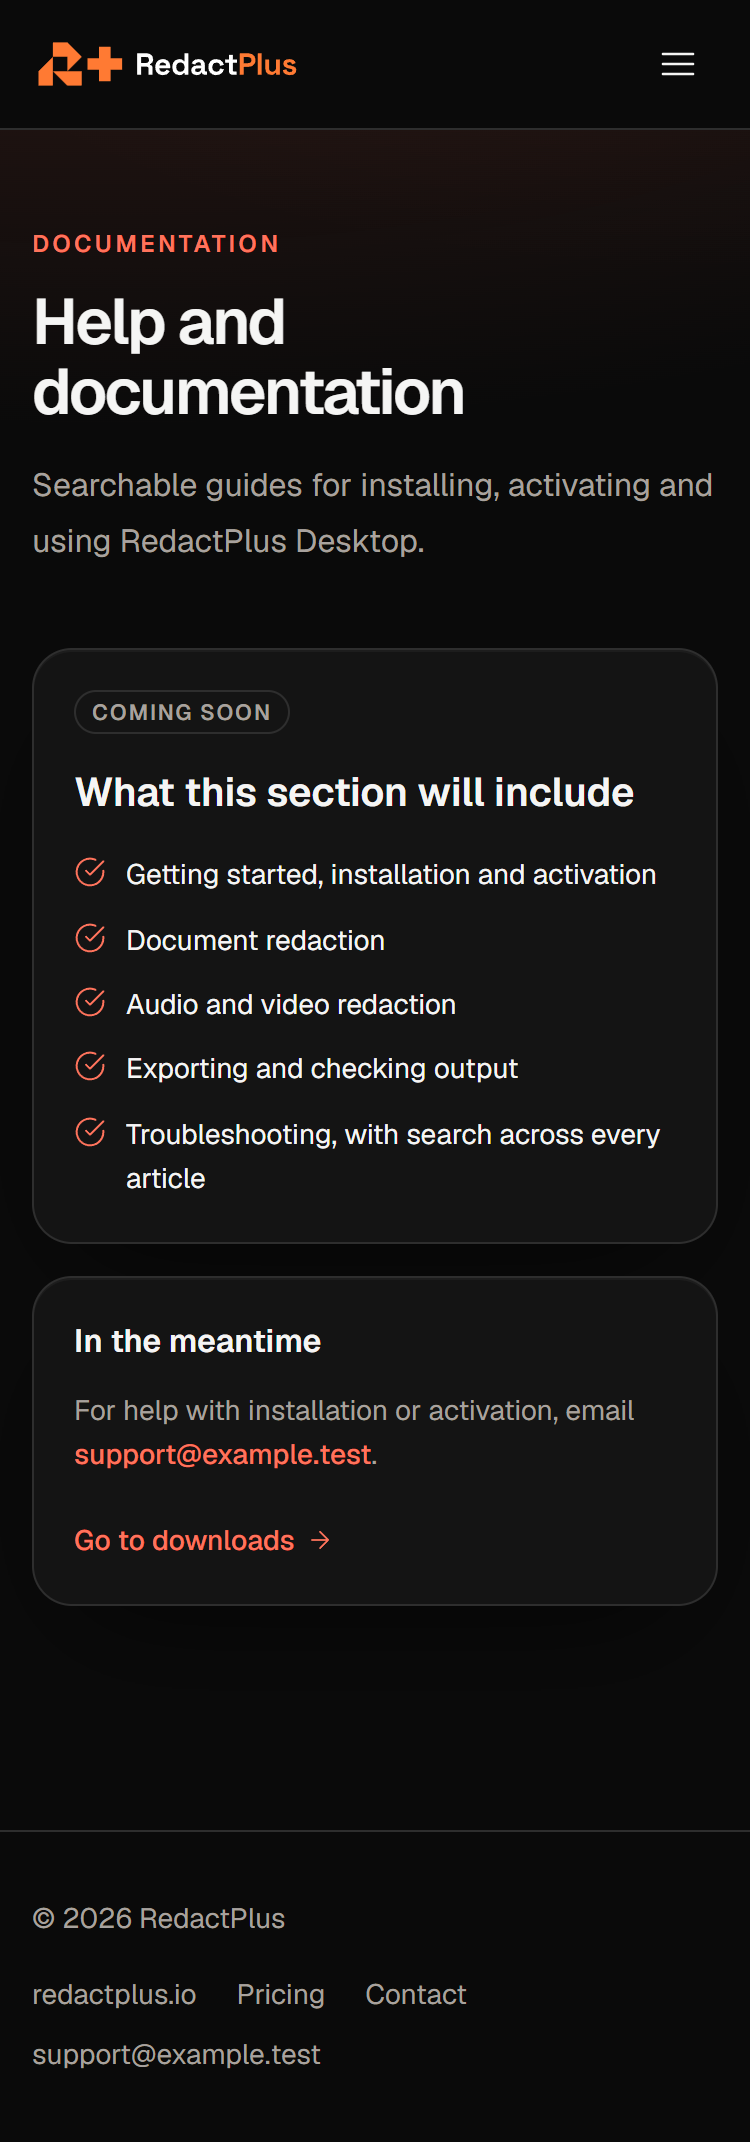 RedactPlus
DOCUMENTATION
Help and
documentation
Searchable guides for installing, activating and
using RedactPlus Desktop.
COMING SOON
What this section will include
Getting started, installation and activation
Document redaction
Audio and video redaction
Exporting and checking output
Troubleshooting, with search across every
article
In the meantime
For help with installation or activation, email
support@example.test.
Go to downloads →
© 2026 RedactPlus
redactplus.io Pricing Contact
support@example.test